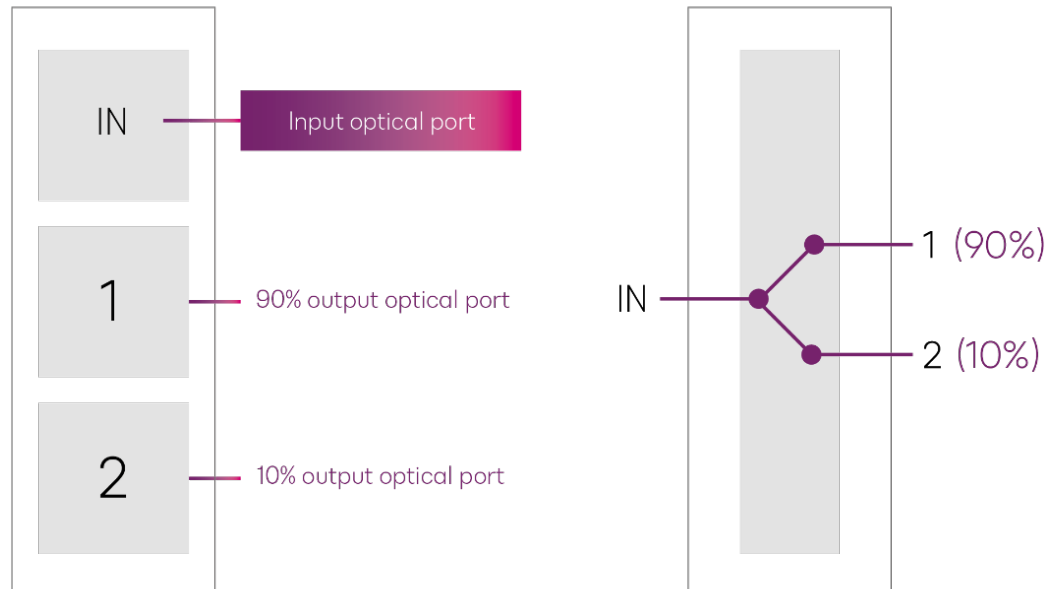 IN
Input optical port
1
90% output optical port
2
10% output optical port
1 (90%)
IN
2 (10%)